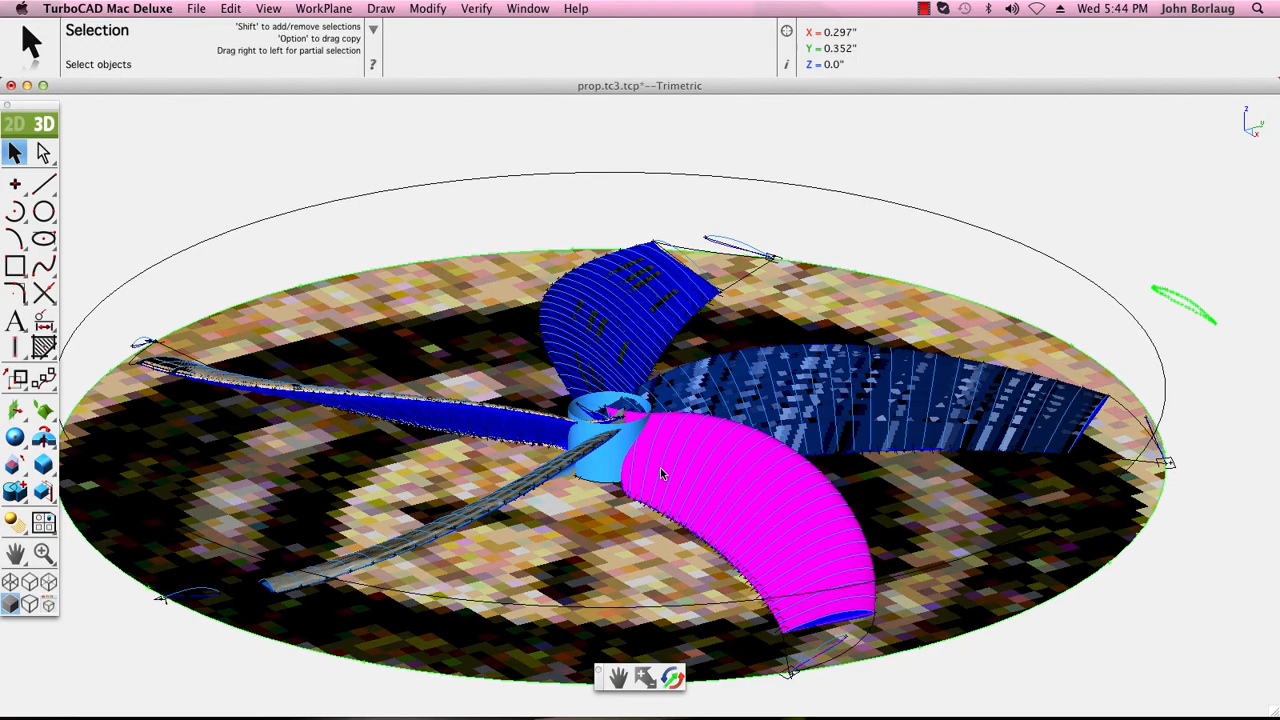 TurboCAD Mac Deluxe File Edit View WorkPlane Draw Modify Verify Window Help Wed 5:44 PM John Borlaug
Selection
'Shift' to add/remove selections
'Option' to drag copy
Drag right to left for partial selection
Select objects
?
i
X = 0.297"
Y = 0.352"
Z = 0.0"
prop.tc3.tcp*--Trimetric
2D 3D
A
z
y
x